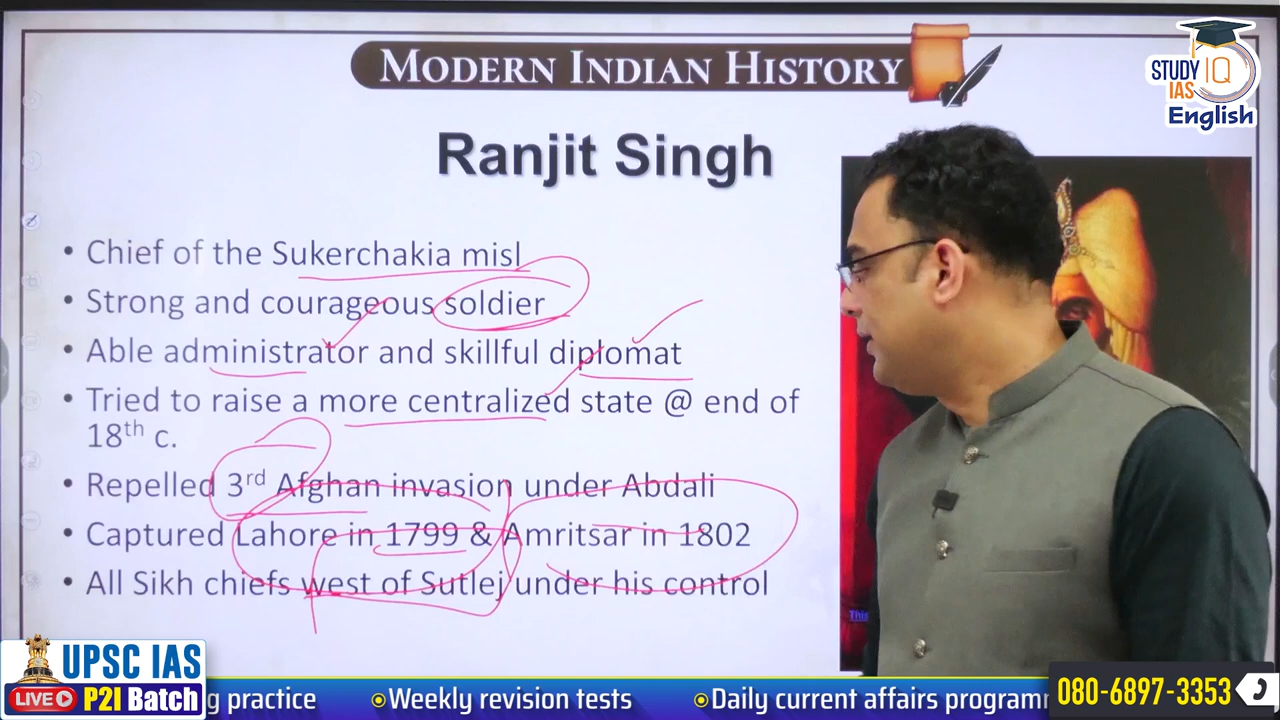 MODERN INDIAN HISTORY
STUDY IQ
IAS
English
Ranjit Singh
• Chief of the Sukerchakia misl
• Strong and courageous soldier
• Able administrator and skillful diplomat
• Tried to raise a more centralized state @ end of
18th c.
• Repelled 3rd Afghan invasion under Abdali
• Captured Lahore in 1799 & Amritsar in 1802
• All Sikh chiefs west of Sutlej under his control
This
UPSC IAS
LIVE P2I Batch
g practice
Weekly revision tests
Daily current affairs program
080-6897-3353